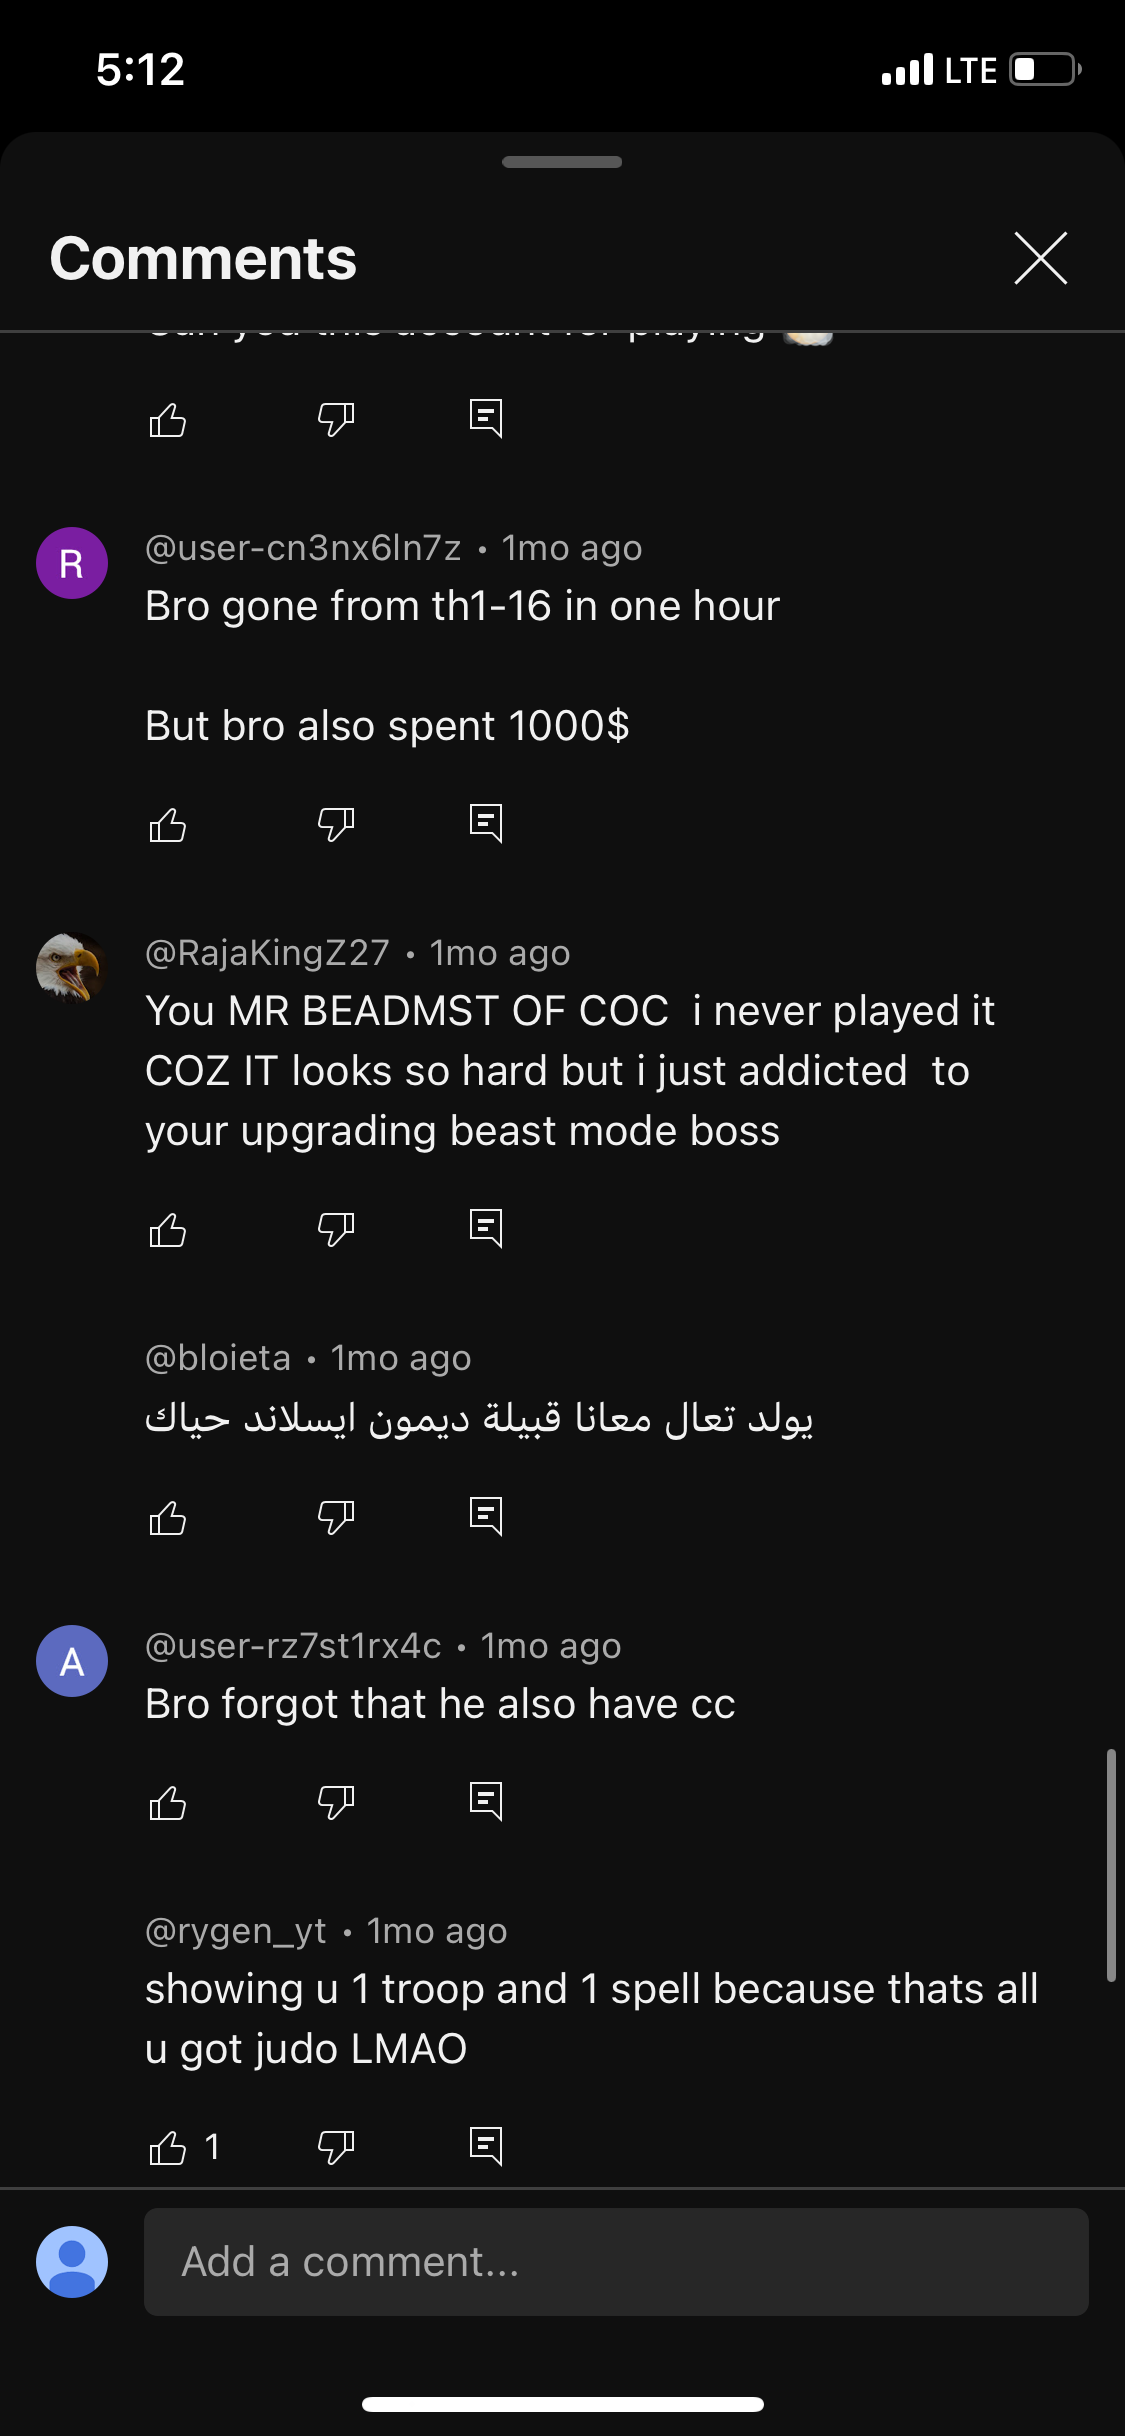 5:12
LTE
Comments
R
@user-cn3nx6ln7z • 1mo ago
Bro gone from th1-16 in one hour
But bro also spent 1000$
@RajaKingZ27 • 1mo ago
You MR BEADMST OF COC  i never played it
COZ IT looks so hard but i just addicted  to
your upgrading beast mode boss
@bloieta • 1mo ago
يولد تعال معانا قبيلة ديمون ايسلاند حياك
A
@user-rz7st1rx4c • 1mo ago
Bro forgot that he also have cc
@rygen_yt • 1mo ago
showing u 1 troop and 1 spell because thats all
u got judo LMAO
1
Add a comment...